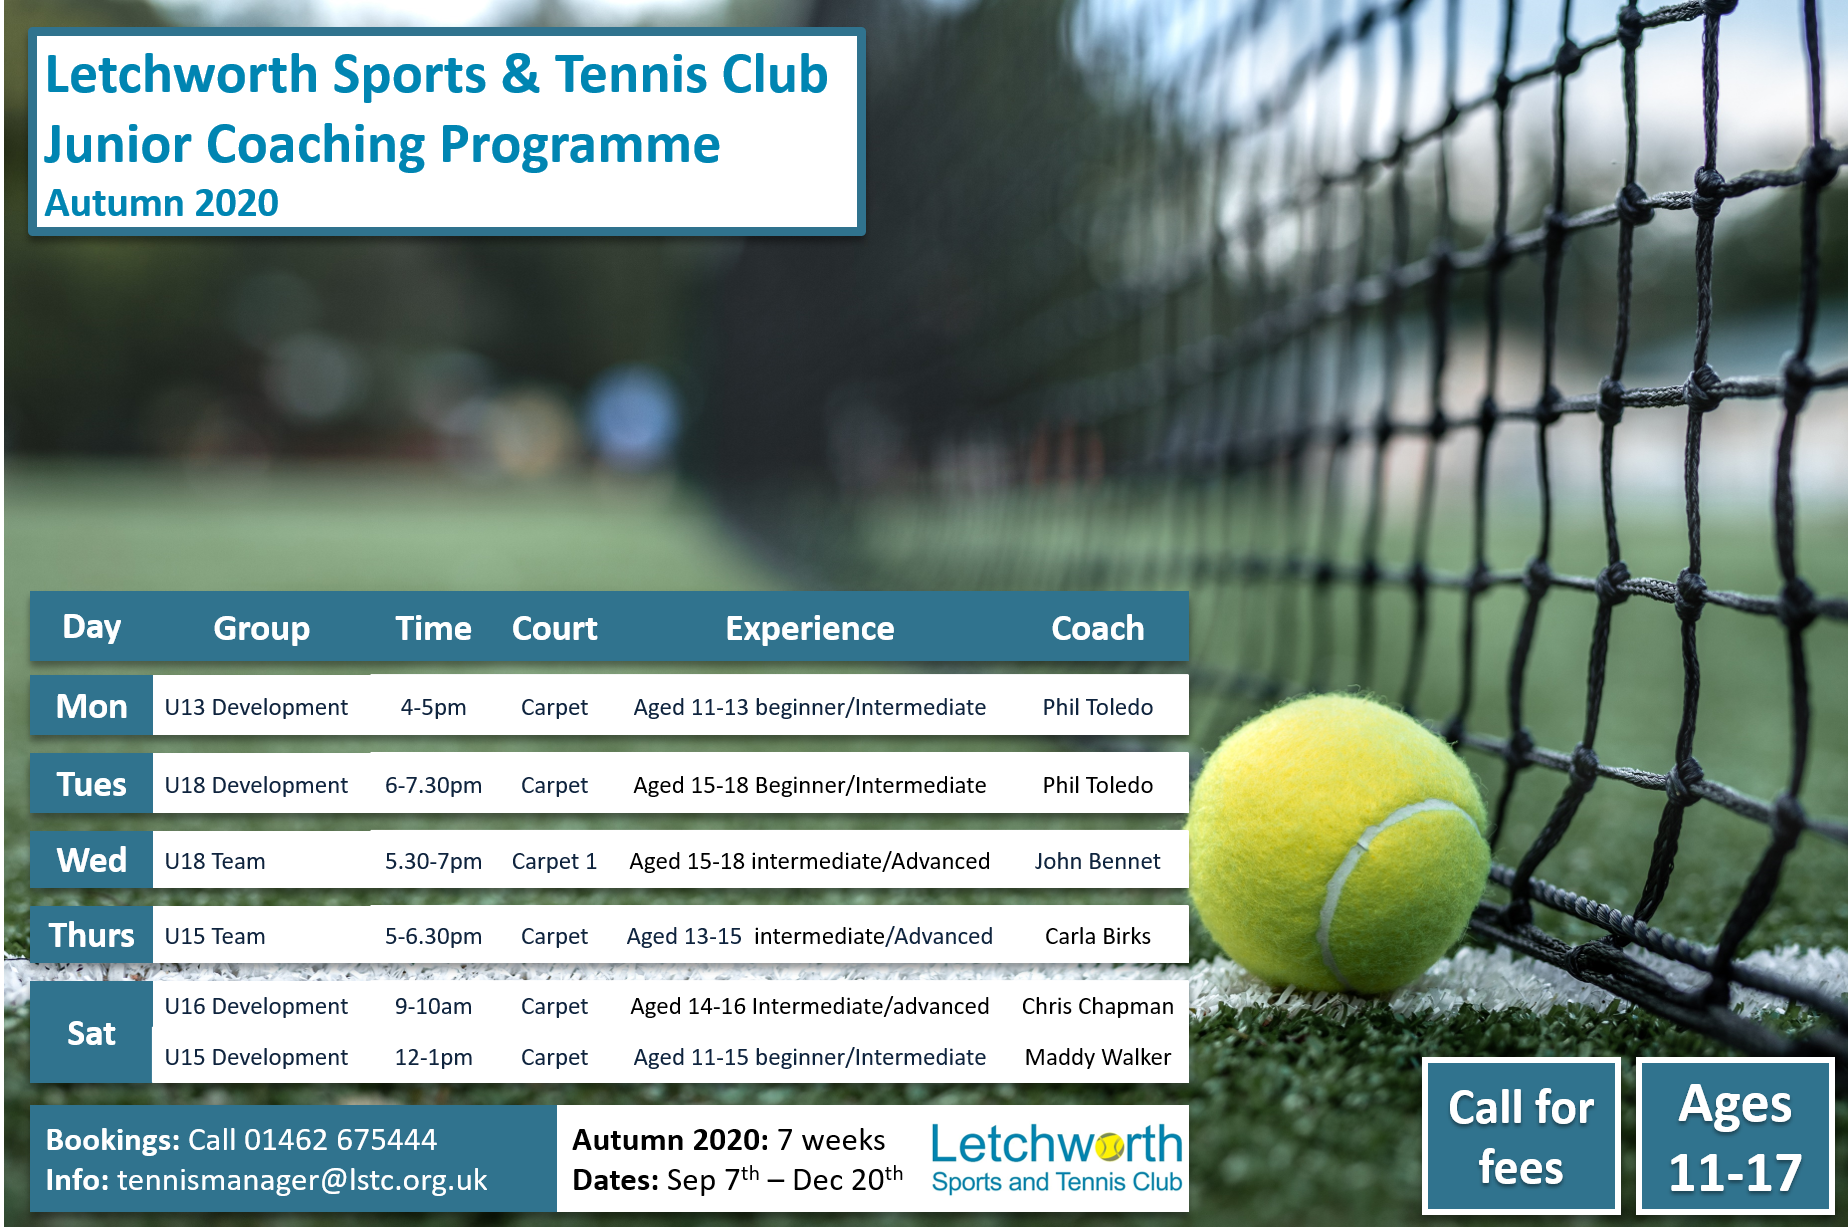 Letchworth Sports & Tennis Club
Junior Coaching Programme
Autumn 2020
Day Group Time Court Experience Coach
Mon U13 Development 4-5pm Carpet Aged 11-13 beginner/Intermediate Phil Toledo
Tues U18 Development 6-7.30pm Carpet Aged 15-18 Beginner/Intermediate Phil Toledo
Wed U18 Team 5.30-7pm Carpet 1 Aged 15-18 intermediate/Advanced John Bennet
Thurs U15 Team 5-6.30pm Carpet Aged 13-15 intermediate/Advanced Carla Birks
Sat
U16 Development 9-10am Carpet Aged 14-16 Intermediate/advanced Chris Chapman
U15 Development 12-1pm Carpet Aged 11-15 beginner/Intermediate Maddy Walker
Bookings: Call 01462 675444
Info: tennismanager@lstc.org.uk
Autumn 2020: 7 weeks
Dates: Sep 7th – Dec 20th
Letchworth
Sports and Tennis Club
Call for
fees
Ages
11-17